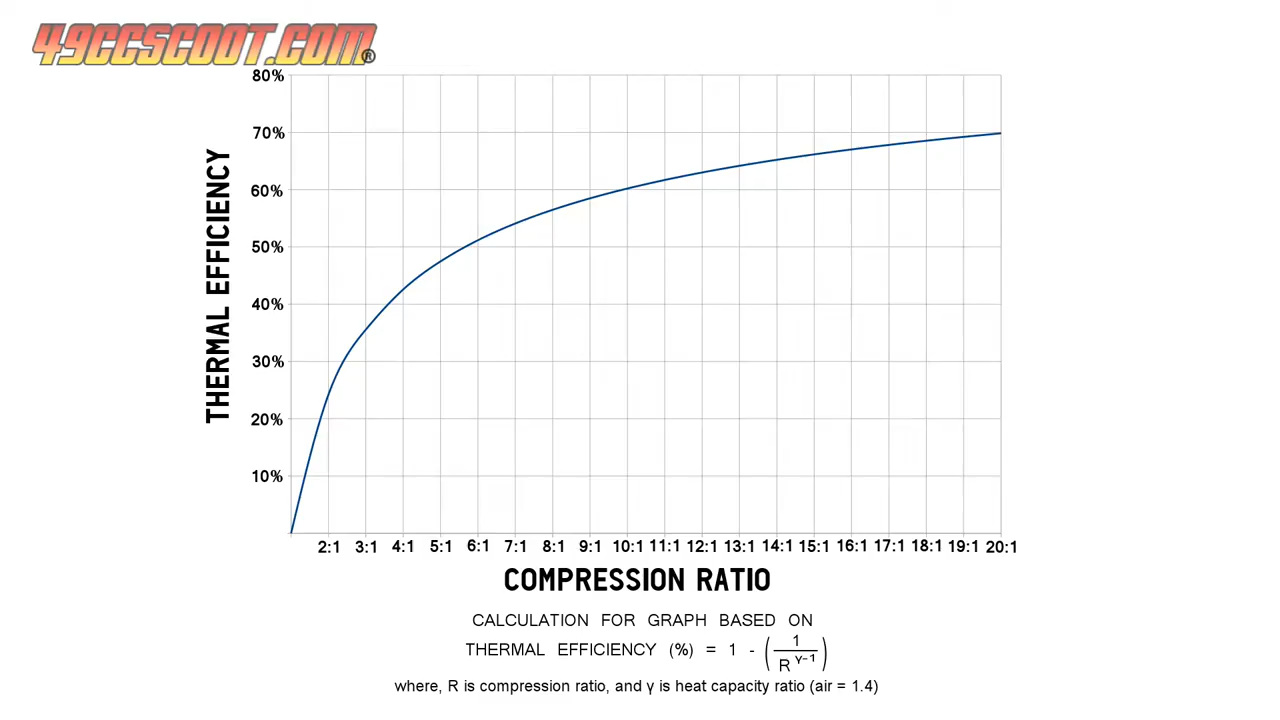 49CCSCOOT.COM®
80%
70%
60%
50%
40%
30%
20%
10%
THERMAL EFFICIENCY
2:1 3:1 4:1 5:1 6:1 7:1 8:1 9:1 10:1 11:1 12:1 13:1 14:1 15:1 16:1 17:1 18:1 19:1 20:1
COMPRESSION RATIO
CALCULATION FOR GRAPH BASED ON
THERMAL EFFICIENCY (%) = 1 - (1 / R^γ-1)
where, R is compression ratio, and γ is heat capacity ratio (air = 1.4)